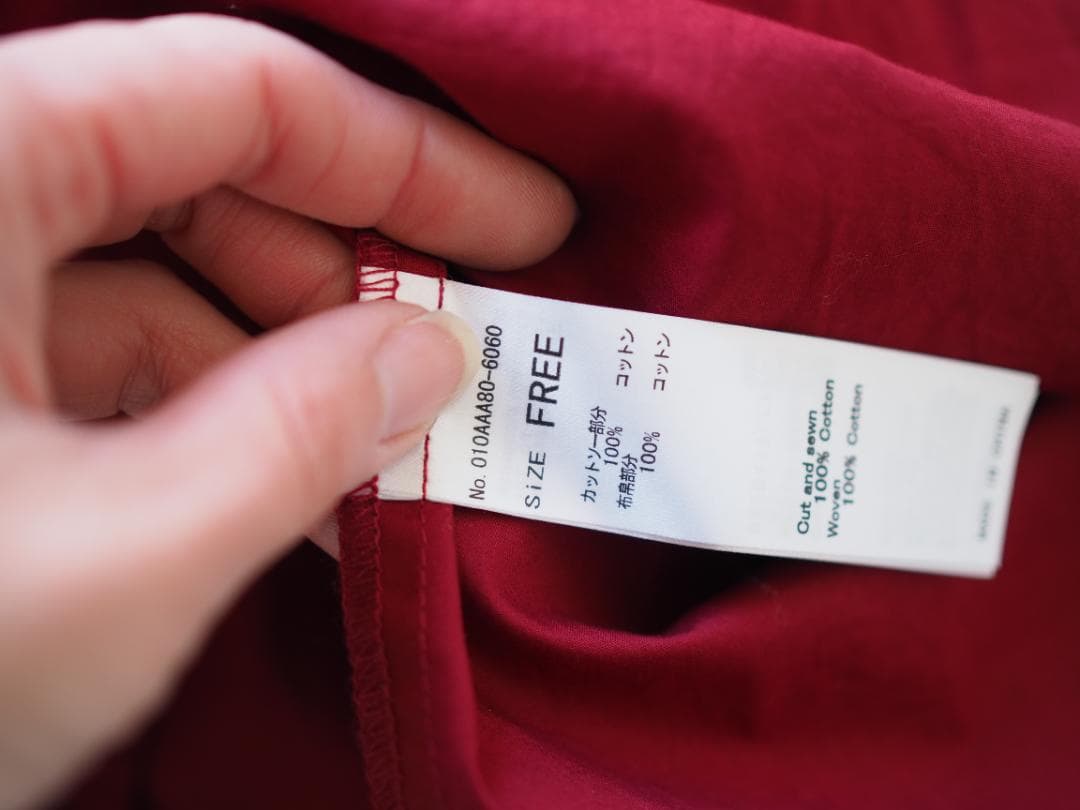 No. 010AAA80-6060
SiZE FREE
カットソー部分
100% コットン
布帛部分
100% コットン
Cut and sewn
100% Cotton
Woven
100% Cotton